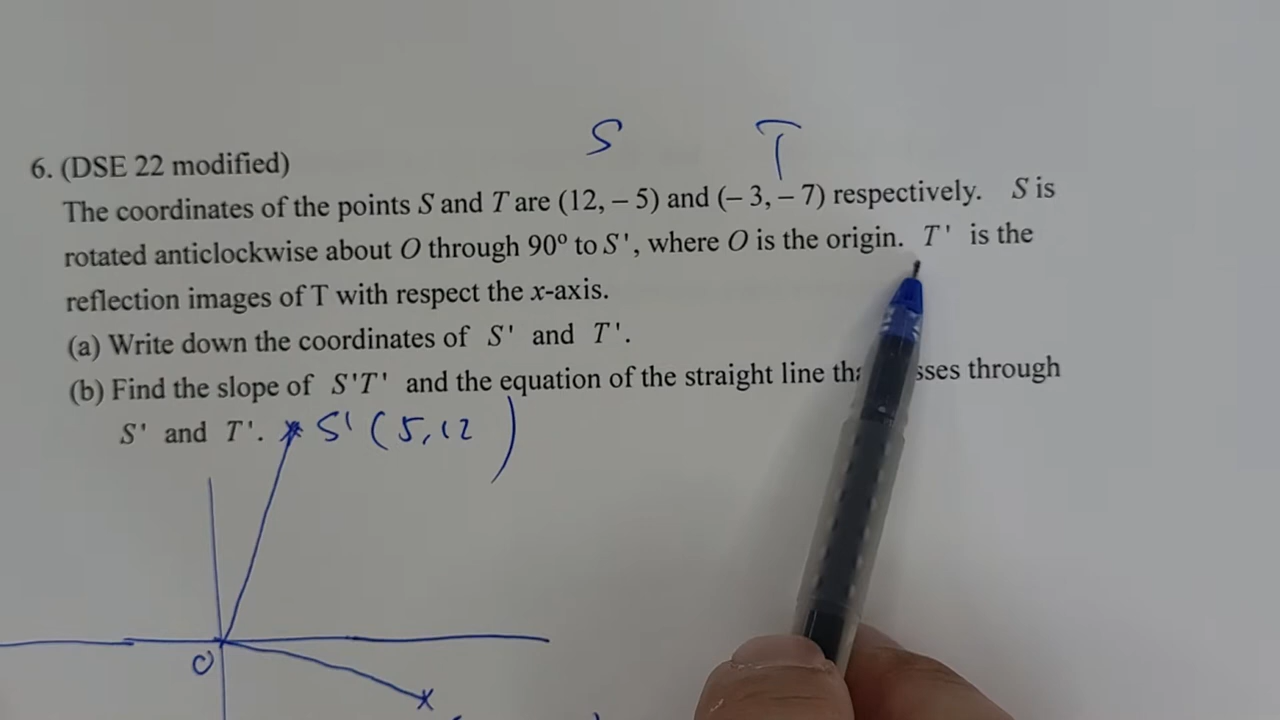 S T
6. (DSE 22 modified)
The coordinates of the points S and T are (12, – 5) and (– 3, – 7) respectively. S is
rotated anticlockwise about O through 90° to S', where O is the origin. T' is the
reflection images of T with respect the x-axis.
(a) Write down the coordinates of S' and T'.
(b) Find the slope of S'T' and the equation of the straight line through
S' and T'. S' (5,12)
O